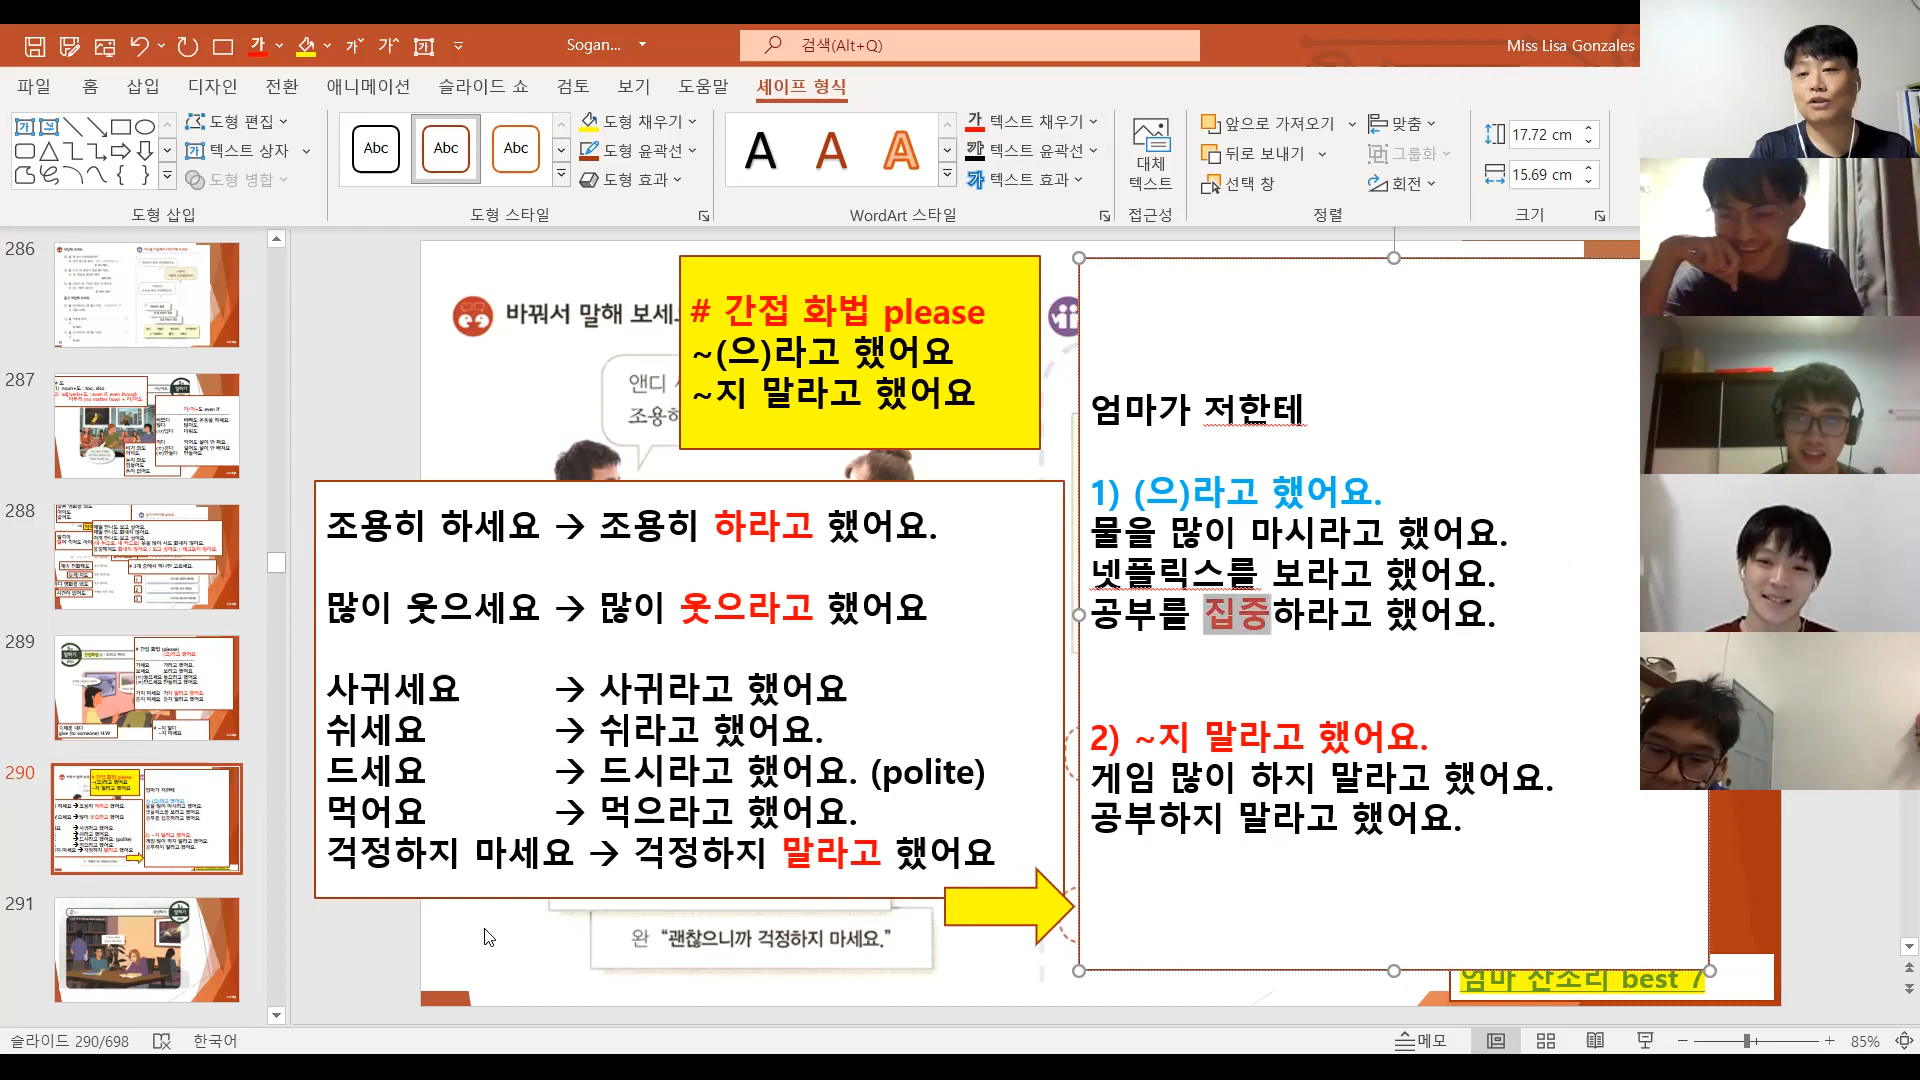 Sogan...
검색(Alt+Q)
Miss Lisa Gonzales
파일 홈 삽입 디자인 전환 애니메이션 슬라이드 쇼 검토 보기 도움말 셰이프 형식
도형 편집
텍스트 상자
도형 병합
도형 삽입
Abc Abc Abc
도형 채우기
도형 윤곽선
도형 효과
도형 스타일
A A A
텍스트 채우기
텍스트 윤곽선
텍스트 효과
WordArt 스타일
대체
텍스트
접근성
앞으로 가져오기
뒤로 보내기
선택 창
맞춤
그룹화
회전
정렬
17.72 cm
15.69 cm
크기
286
287
288
289
290
291
바꿔서 말해 보세
# 간접 화법 please
~(으)라고 했어요
~지 말라고 했어요
앤디
조용히
조용히 하세요 → 조용히 하라고 했어요.
많이 웃으세요 → 많이 웃으라고 했어요
사귀세요 → 사귀라고 했어요
쉬세요 → 쉬라고 했어요.
드세요 → 드시라고 했어요. (polite)
먹어요 → 먹으라고 했어요.
걱정하지 마세요 → 걱정하지 말라고 했어요
완 “괜찮으니까 걱정하지 마세요.”
엄마가 저한테
1) (으)라고 했어요.
물을 많이 마시라고 했어요.
넷플릭스를 보라고 했어요.
공부를 집중하라고 했어요.
2) ~지 말라고 했어요.
게임 많이 하지 말라고 했어요.
공부하지 말라고 했어요.
엄마 잔소리 best 7
슬라이드 290/698
한국어
메모
85%